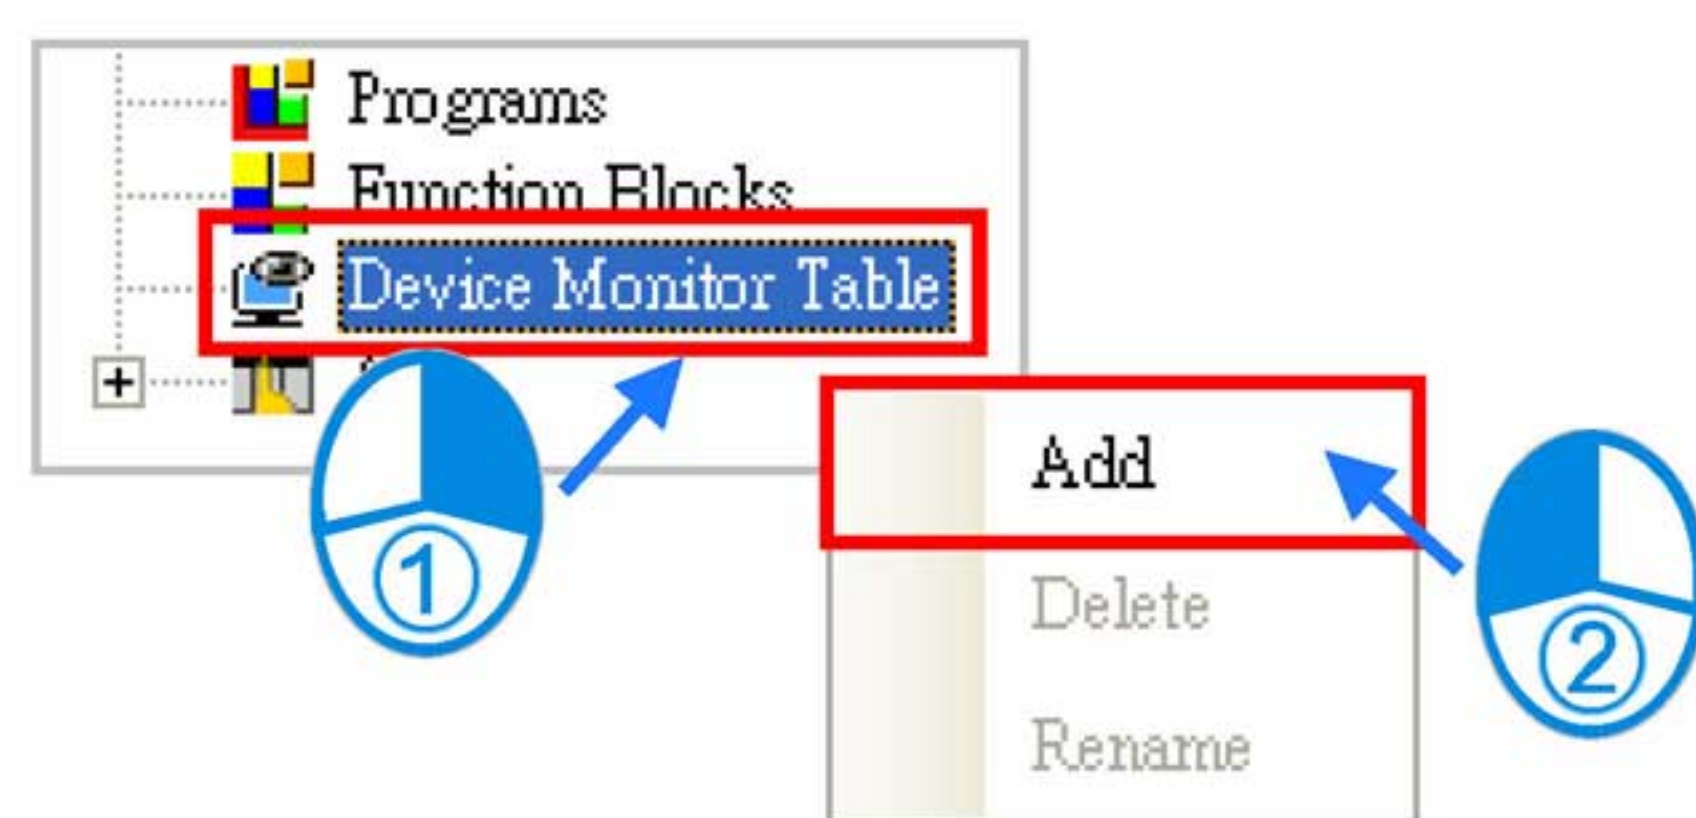 Programs
Function Blocks
Device Monitor Table
Add
Delete
Rename
1
2